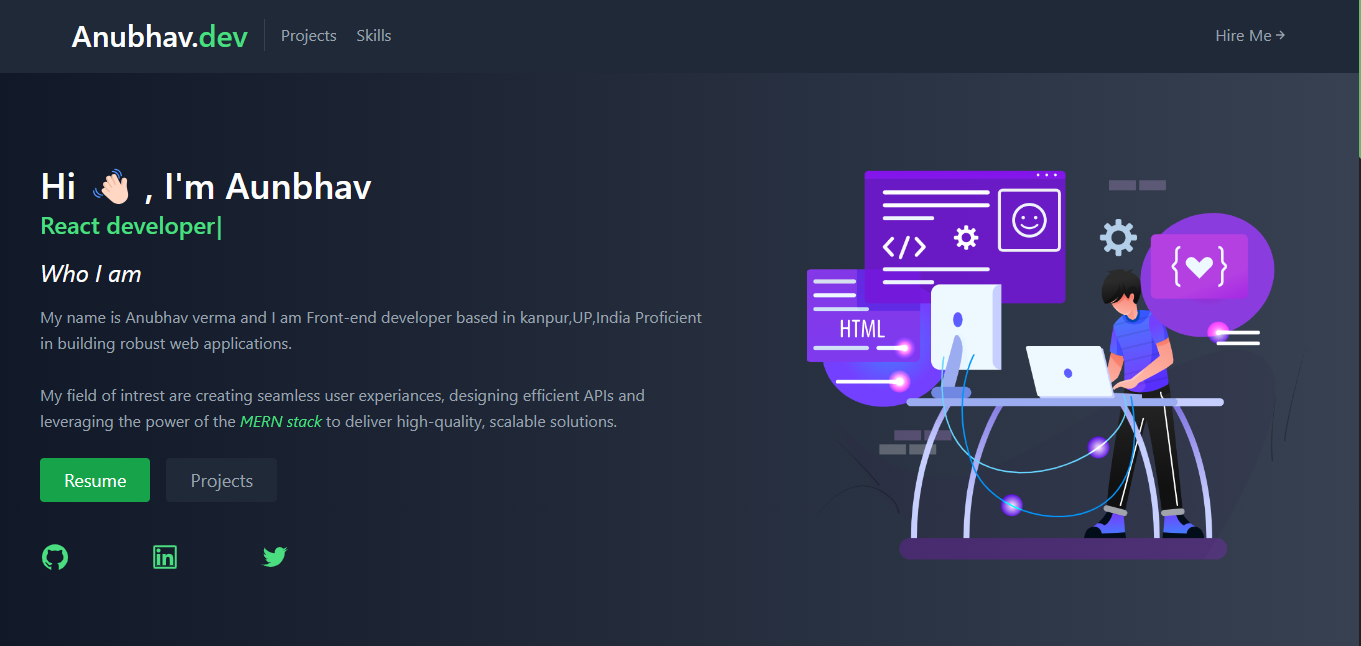 Anubhav.dev Projects Skills Hire Me →
Hi 👋🏻 , I'm Aunbhav
React developer|
Who I am
My name is Anubhav verma and I am Front-end developer based in kanpur,UP,India Proficient
in building robust web applications.
My field of intrest are creating seamless user experiances, designing efficient APIs and
leveraging the power of the MERN stack to deliver high-quality, scalable solutions.
Resume Projects
in
</>
HTML
{ }